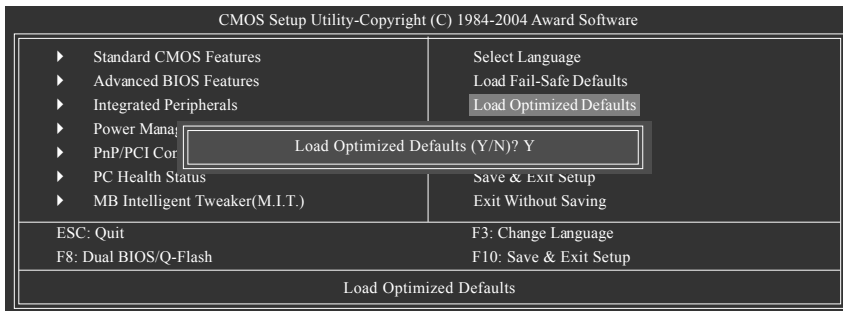 CMOS Setup Utility-Copyright (C) 1984-2004 Award Software
Standard CMOS Features
Advanced BIOS Features
Integrated Peripherals
Power
PnP/PCI
PC Health Status
MB Intelligent Tweaker(M.I.T.)
Select Language
Load Fail-Safe Defaults
Load Optimized Defaults
Save & Exit Setup
Exit Without Saving
Load Optimized Defaults (Y/N)? Y
ESC: Quit
F3: Change Language
F8: Dual BIOS/Q-Flash
F10: Save & Exit Setup
Load Optimized Defaults